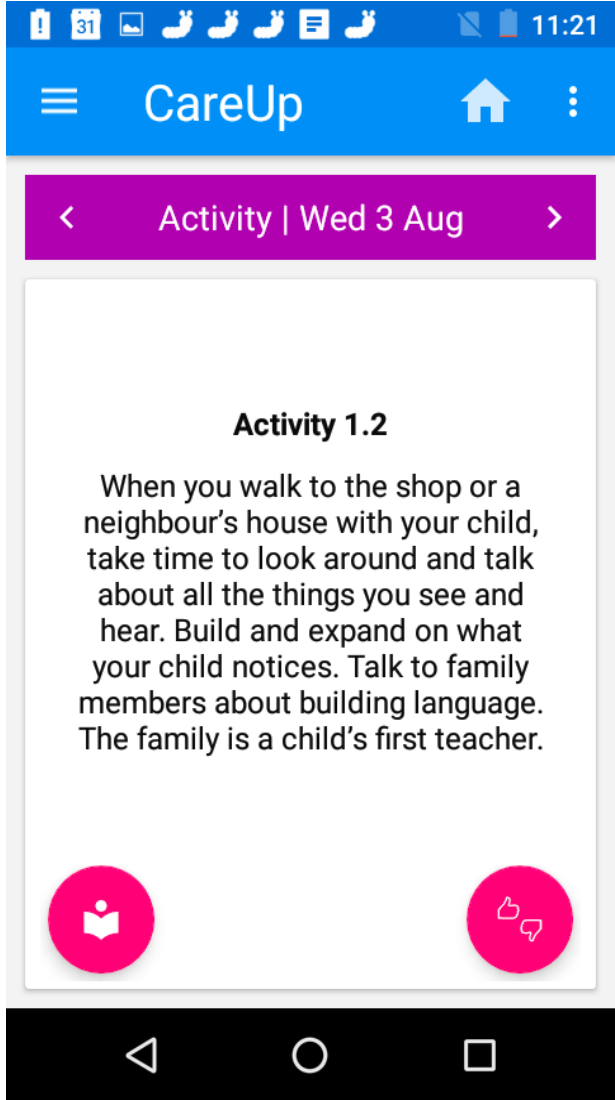 31 11:21
CareUp
Activity | Wed 3 Aug
Activity 1.2
When you walk to the shop or a
neighbour’s house with your child,
take time to look around and talk
about all the things you see and
hear. Build and expand on what
your child notices. Talk to family
members about building language.
The family is a child’s first teacher.